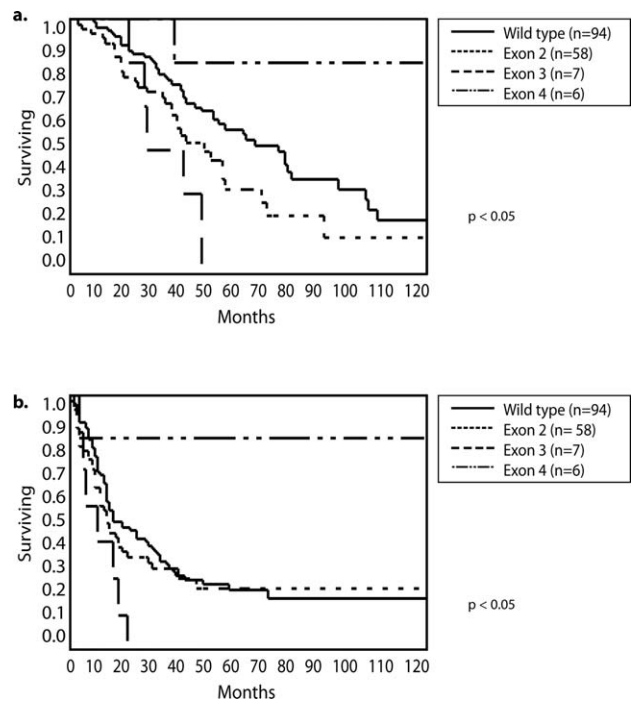 a.
1.0
0.9
0.8
0.7
0.6
0.5
0.4
0.3
0.2
0.1
0.0
Surviving
0 10 20 30 40 50 60 70 80 90 100 110 120
Months
Wild type (n=94)
Exon 2 (n=58)
Exon 3 (n=7)
Exon 4 (n=6)
p < 0.05
b.
1.0
0.9
0.8
0.7
0.6
0.5
0.4
0.3
0.2
0.1
0.0
Surviving
0 10 20 30 40 50 60 70 80 90 100 110 120
Months
Wild type (n=94)
Exon 2 (n= 58)
Exon 3 (n=7)
Exon 4 (n=6)
p < 0.05